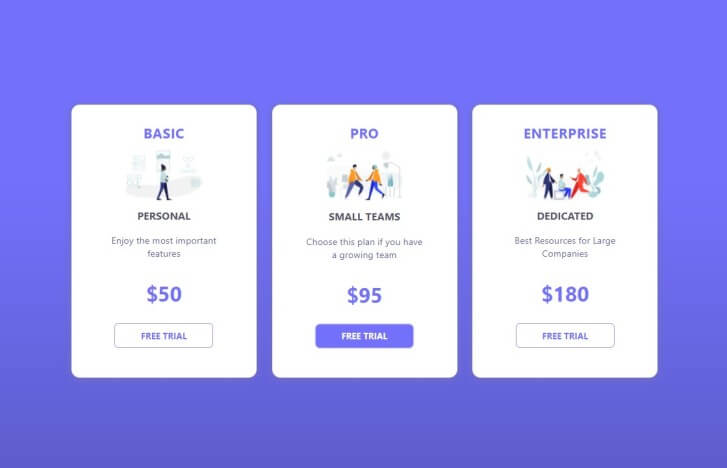 BASIC
PERSONAL
Enjoy the most important
features
$50
FREE TRIAL
PRO
SMALL TEAMS
Choose this plan if you have
a growing team
$95
FREE TRIAL
ENTERPRISE
DEDICATED
Best Resources for Large
Companies
$180
FREE TRIAL